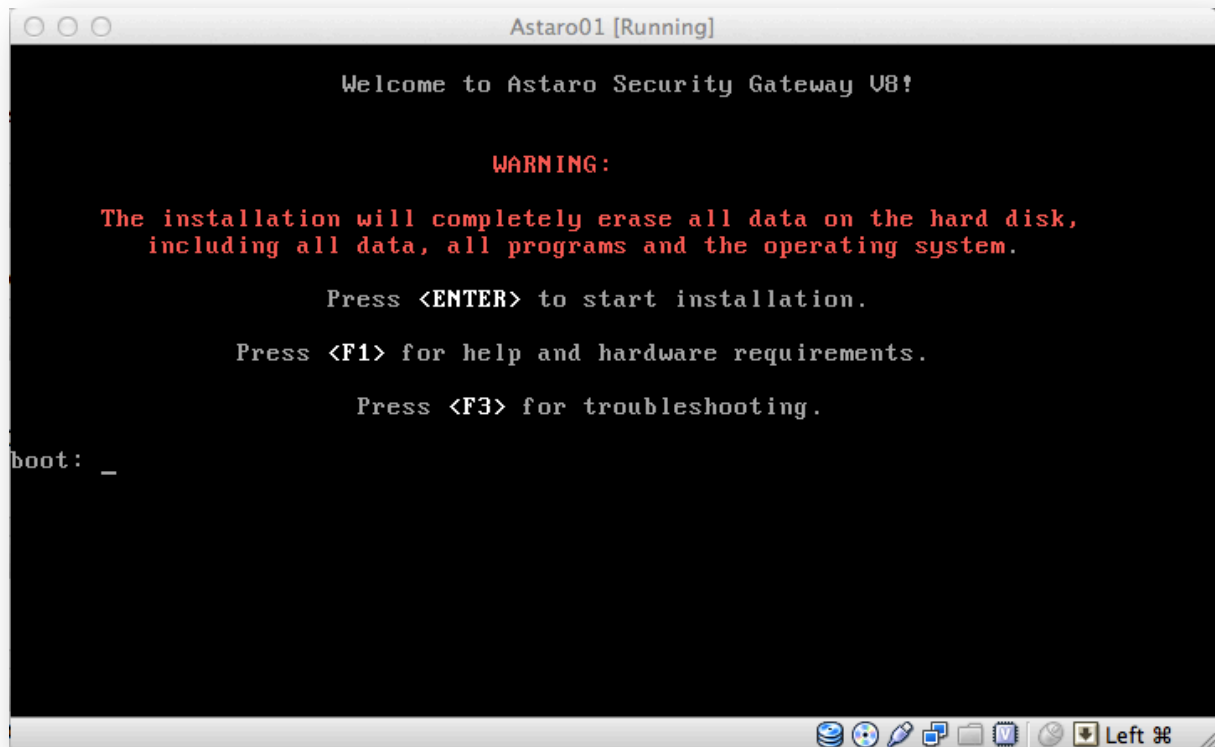 Astaro01 [Running]
Welcome to Astaro Security Gateway V8!
WARNING:
The installation will completely erase all data on the hard disk,
including all data, all programs and the operating system.
Press <ENTER> to start installation.
Press <F1> for help and hardware requirements.
Press <F3> for troubleshooting.
boot: _
Left ⌘